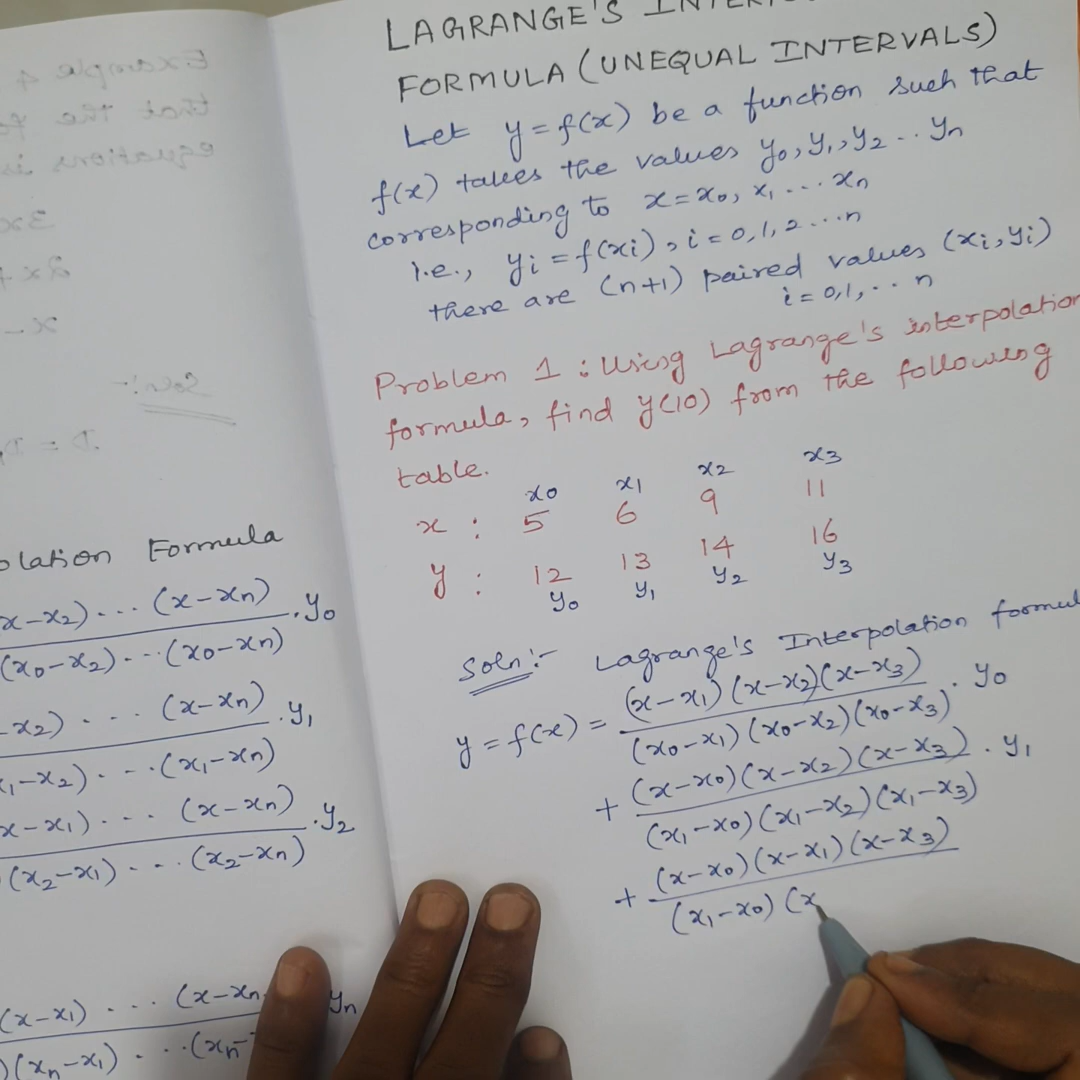 LAGRANGE'S
FORMULA (UNEQUAL INTERVALS)
Let y = f(x) be a function such that
f(x) takes the values y₀, y₁, y₂ .. yₙ
corresponding to x = x₀, x₁ ... xₙ
i.e., yᵢ = f(xᵢ), i = 0, 1, 2 ... n
there are (n+1) paired values (xᵢ, yᵢ)
i = 0, 1, .. n
Problem 1 : Using Lagrange's interpolation
formula, find y(10) from the following
table.
x₀ x₁ x₂ x₃
x : 5 6 9 11
y : 12 13 14 16
y₀ y₁ y₂ y₃
Soln :- Lagrange's Interpolation
y = f(x) = (x-x₁)(x-x₂)(x-x₃) / (x₀-x₁)(x₀-x₂)(x₀-x₃) . y₀
+ (x-x₀)(x-x₂)(x-x₃) / (x₁-x₀)(x₁-x₂)(x₁-x₃) . y₁
+ (x-x₀)(x-x₁)(x-x₃) / (x₁-x₀)(x
Formula
x-x₂) ... (x-xₙ) / (x₀-x₂) ... (x₀-xₙ) . y₀
-x₂) ... (x-xₙ) / ₁-x₂) ... (x₁-xₙ) . y₁
x-x₁) ... (x-xₙ) / (x₂-x₁) ... (x₂-xₙ) . y₂
(x-x₁) ... (x-xₙ / )(xₙ-x₁) ... (xₙ- yₙ